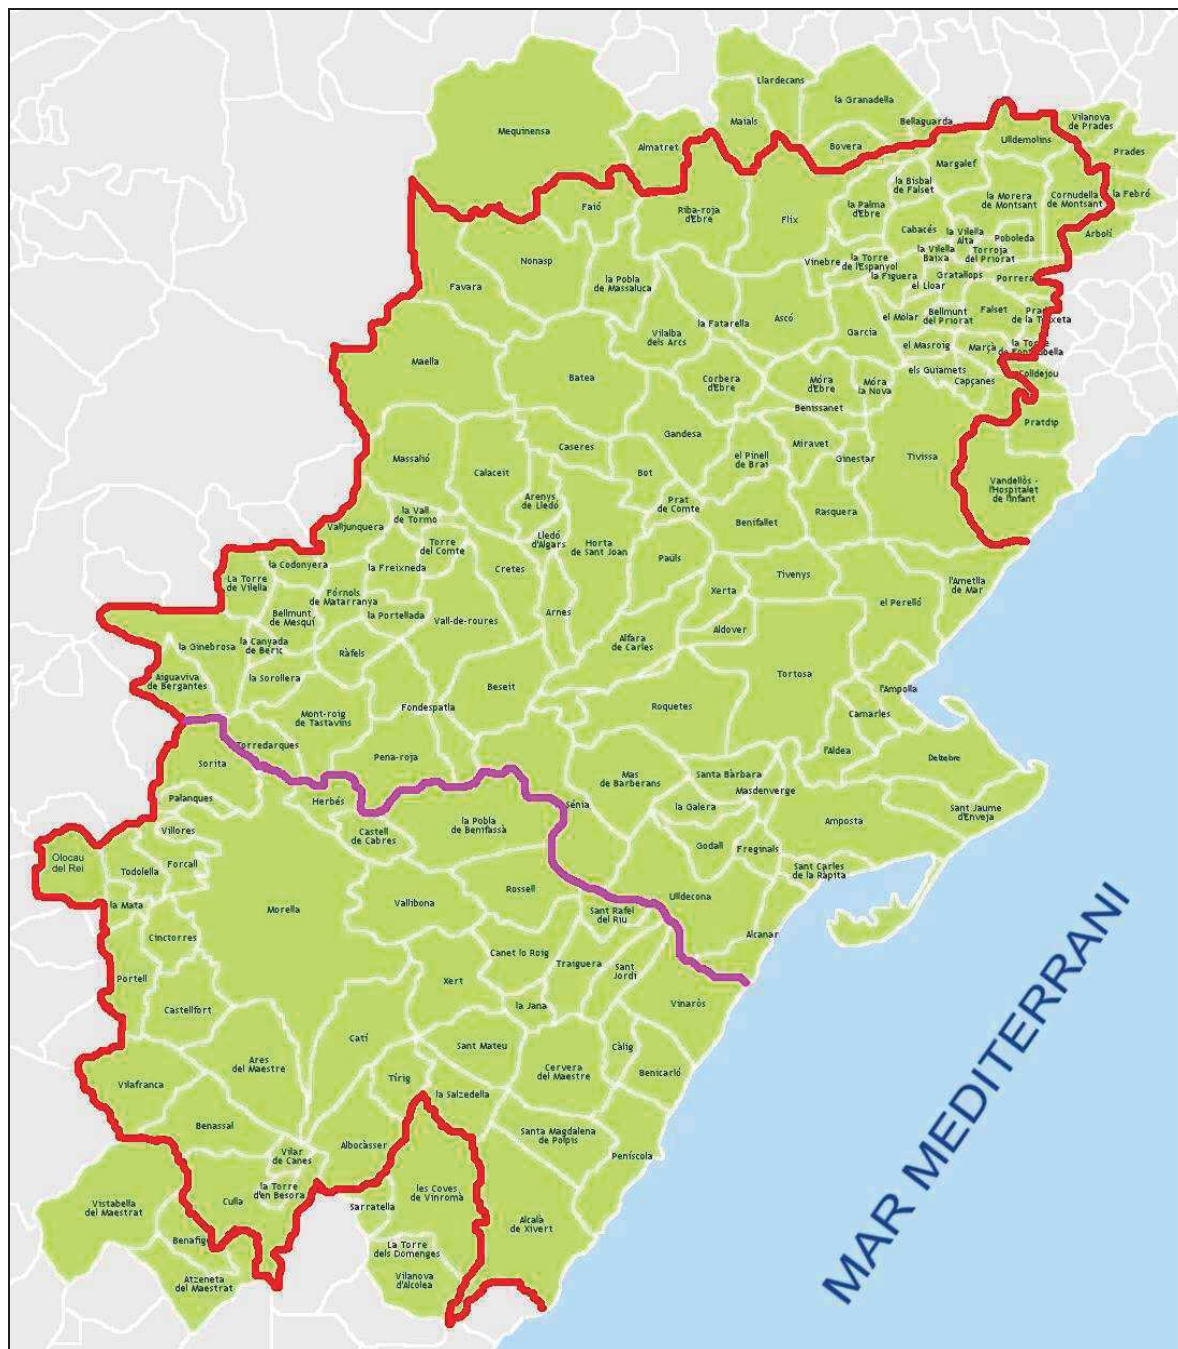 Llardecans
la Granadella
Mequinensa
Maials
Bellaguarda
Vilanova
de Prades
Almatret
Bovera
Ulldemolins
Prades
Margalef
la Bisbal
de Falset
la Morera
de Montsant
Cornudella
de Montsant
la Febró
Faió
Riba-roja
d'Ebre
Flix
la Palma
d'Ebre
Cabacés
la Vilella
Alta
Poboleda
Arbolí
Nonasp
Vinebre
la Torre
de l'Espanyol
la Vilella
Baixa
Torroja
del Priorat
Favara
la Pobla
de Massaluca
la Figuera
Gratallops
Porrera
el Lloar
Vilalba
dels Arcs
la Fatarella
Ascó
Garcia
el Molar
Bellmunt
del Priorat
Falset
Maella
Batea
Corbera
d'Ebre
Móra
d'Ebre
Móra
la Nova
el Masroig
Marçà
els Guiamets
Capçanes
Colldejou
Benissanet
Pratdip
Massalió
Calaceit
Caseres
Gandesa
Bot
el Pinell
de Brai
Miravet
Ginestar
Tivissa
Vandellòs -
l'Hospitalet
de l'Infant
Arenys
de Lledó
Prat
de Comte
Benifallet
Rasquera
la Vall
de Tormo
Valljunquera
Torre
del Comte
Lledó
d'Algars
Horta
de Sant Joan
Paüls
la Codonyera
la Freixneda
Cretes
Xerta
Tivenys
l'Ametlla
de Mar
La Torre
de Vilella
Fórnols
de Matarranya
Bellmunt
de Mesquí
la Portellada
Vall-de-roures
Arnes
Aldover
el Perelló
la Ginebrosa
la Canyada
de Beric
Ràfels
Alfara
de Carles
Aiguaviva
de Bergantes
la Sorollera
Beseit
Tortosa
l'Ampolla
Mont-roig
de Tastavins
Fondespatla
Roquetes
Camarles
Torredarques
Sorita
Pena-roja
l'Aldea
Deltebre
Palanques
Herbés
Mas
de Barberans
Santa Bàrbara
Masdenverge
Sénia
la Galera
Amposta
Sant Jaume
d'Enveja
Villores
Castell
de Cabres
la Pobla
de Benifassà
Godall
Freginals
Olocau
del Rei
Todolella
Forcall
Rossell
Ulldecona
Sant Carles
de la Ràpita
la Mata
Morella
Vallibona
Sant Rafel
del Riu
Alcanar
Cinctorres
Canet lo Roig
Traiguera
Sant
Jordi
Portell
Xert
Vinaròs
Castellfort
la Jana
Catí
Sant Mateu
Càlig
Ares
del Maestre
Cervera
del Maestre
Benicarló
Vilafranca
Tírig
la Salzedella
Benassal
Albocàsser
Santa Magdalena
de Polpis
Peníscola
Vilar
de Canes
la Torre
d'en Besora
Culla
les Coves
de Vinromà
Vistabella
del Maestrat
Sarratella
Alcalà
de Xivert
La Torre
dels Domenges
Atzeneta
del Maestrat
Vilanova
d'Alcolea
MAR MEDITERRANI